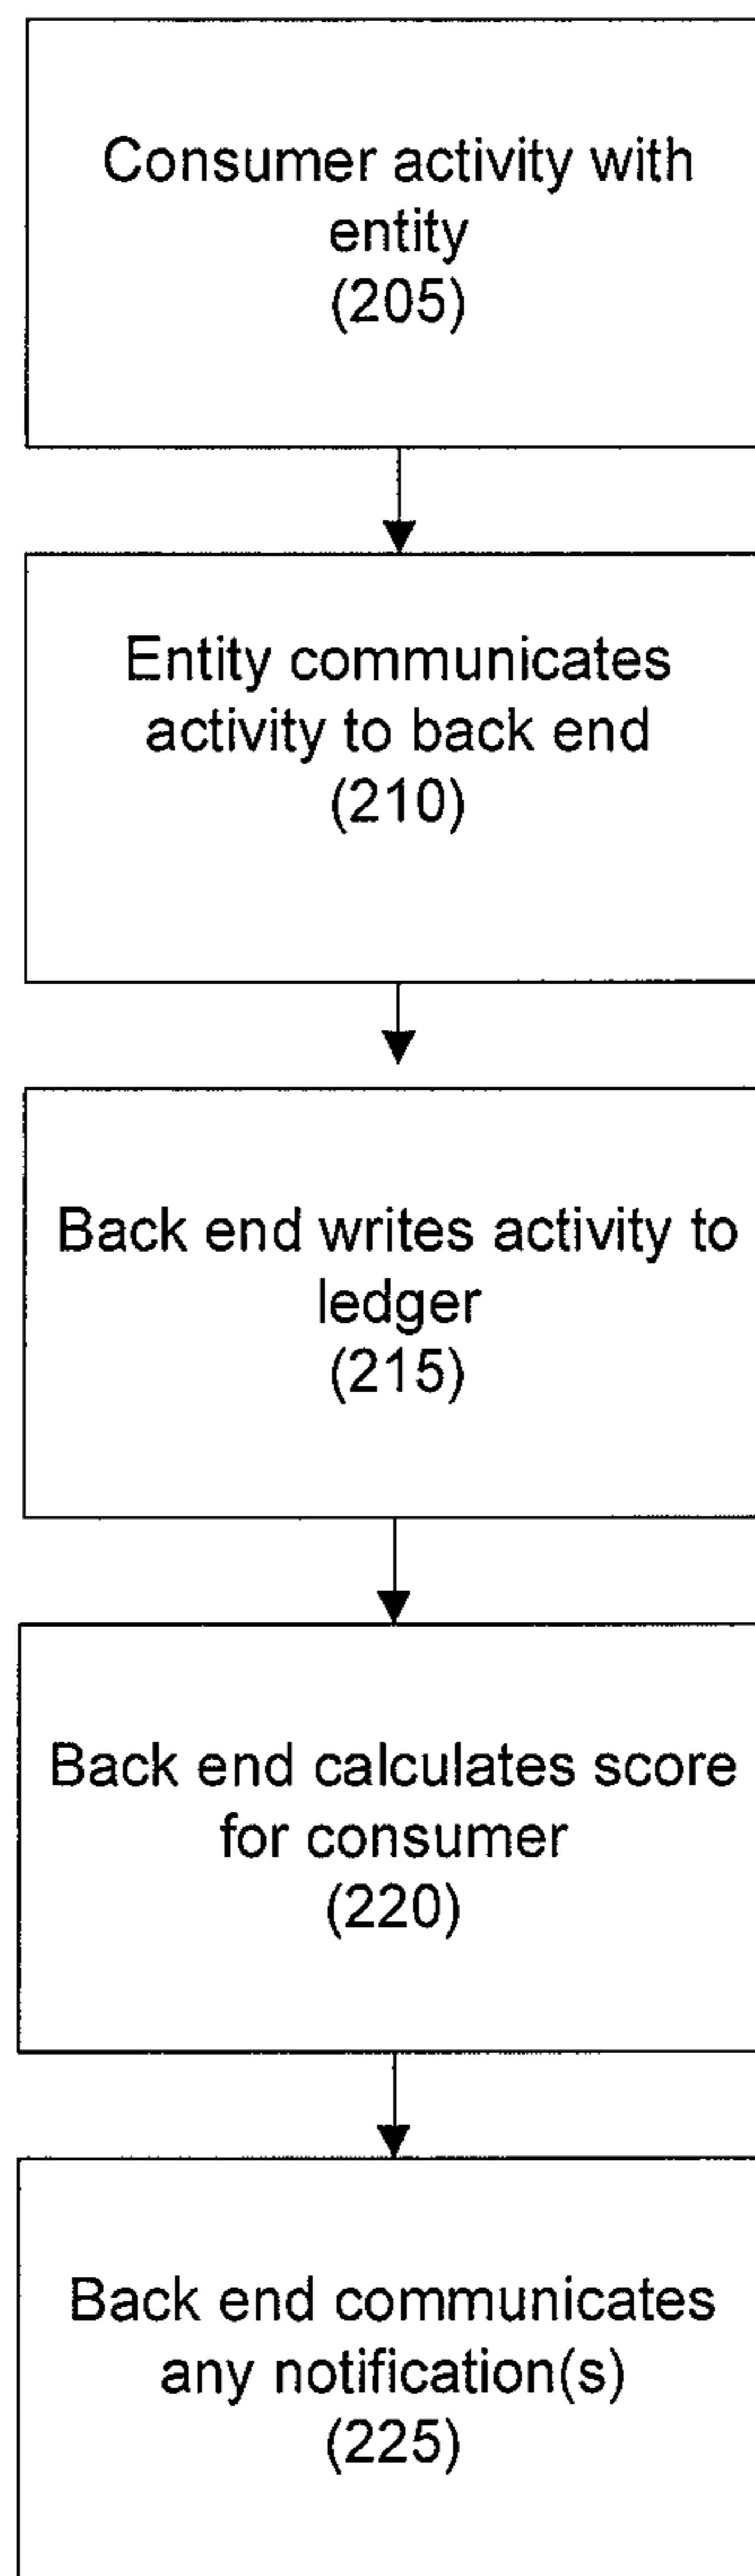 Consumer activity with
entity
(205)
Entity communicates
activity to back end
(210)
Back end writes activity to
ledger
(215)
Back end calculates score
for consumer
(220)
Back end communicates
any notification(s)
(225)